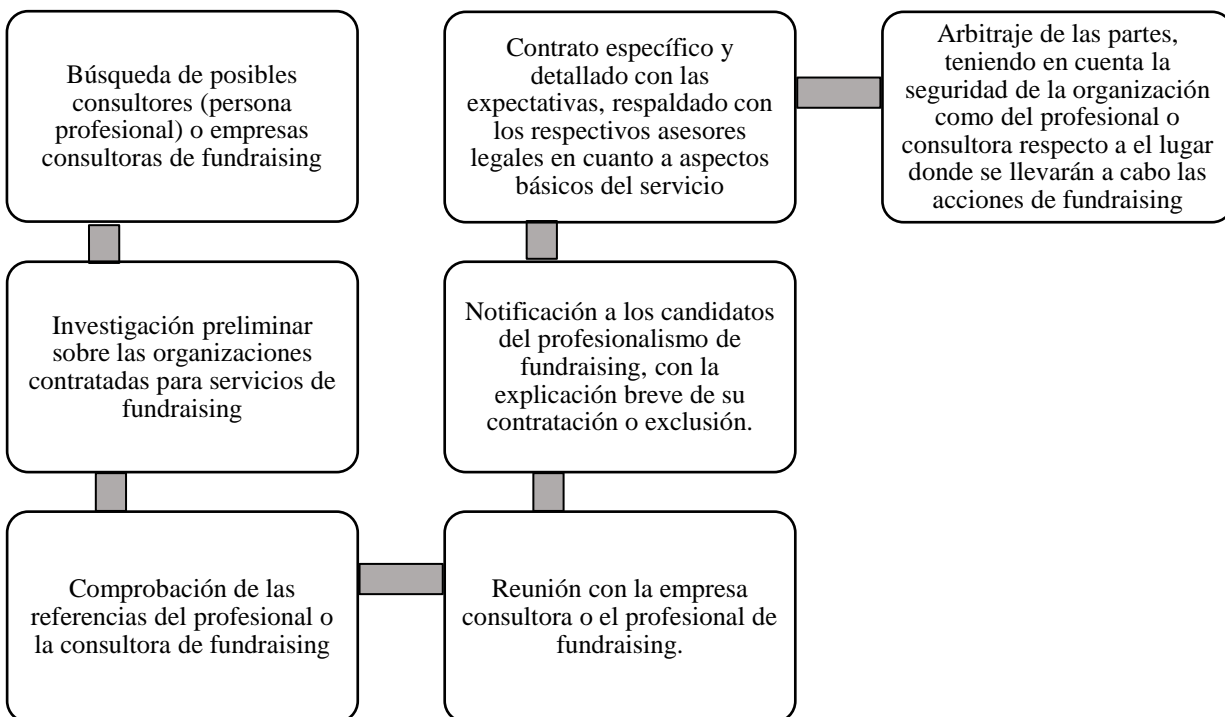 Búsqueda de posibles
consultores (persona
profesional) o empresas
consultoras de fundraising
Investigación preliminar
sobre las organizaciones
contratadas para servicios de
fundraising
Comprobación de las
referencias del profesional o
la consultora de fundraising
Reunión con la empresa
consultora o el profesional de
fundraising.
Notificación a los candidatos
del profesionalismo de
fundraising, con la
explicación breve de su
contratación o exclusión.
Contrato específico y
detallado con las
expectativas, respaldado con
los respectivos asesores
legales en cuanto a aspectos
básicos del servicio
Arbitraje de las partes,
teniendo en cuenta la
seguridad de la organización
como del profesional o
consultora respecto a el lugar
donde se llevarán a cabo las
acciones de fundraising